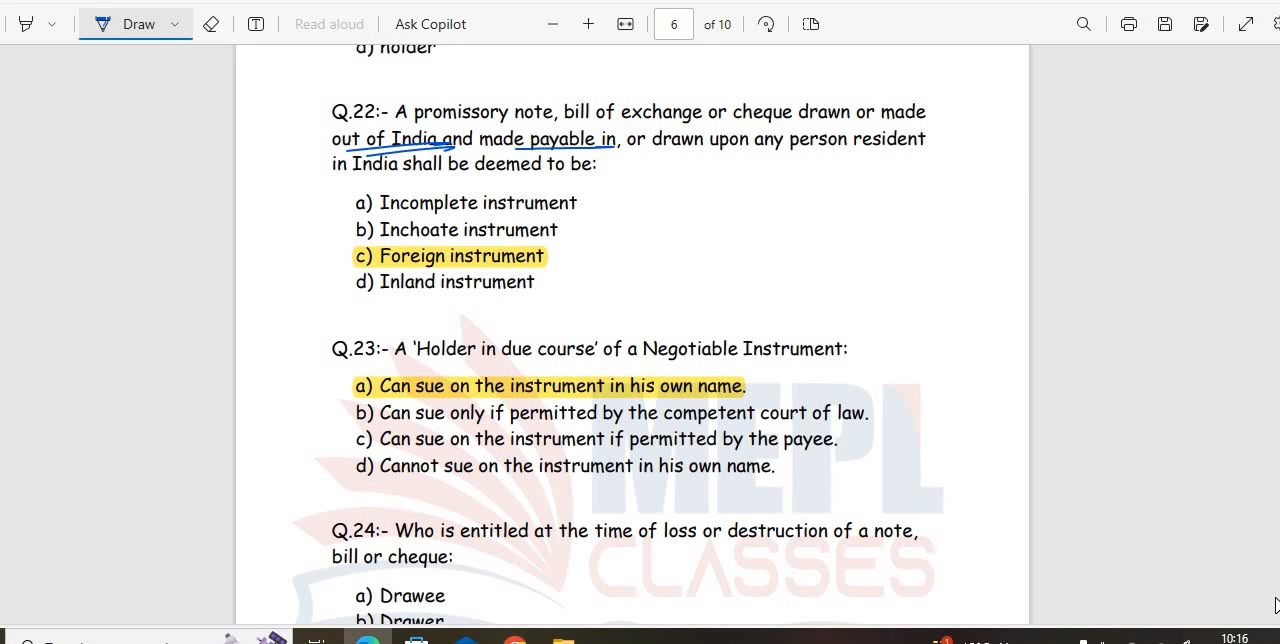 Draw
Read aloud
Ask Copilot
6
of 10
d) holder
Q.22:- A promissory note, bill of exchange or cheque drawn or made
out of India and made payable in, or drawn upon any person resident
in India shall be deemed to be:
a) Incomplete instrument
b) Inchoate instrument
c) Foreign instrument
d) Inland instrument
Q.23:- A ‘Holder in due course’ of a Negotiable Instrument:
a) Can sue on the instrument in his own name.
b) Can sue only if permitted by the competent court of law.
c) Can sue on the instrument if permitted by the payee.
d) Cannot sue on the instrument in his own name.
MEPL
CLASSES
Q.24:- Who is entitled at the time of loss or destruction of a note,
bill or cheque:
a) Drawee
b) Drawer
1
10:16